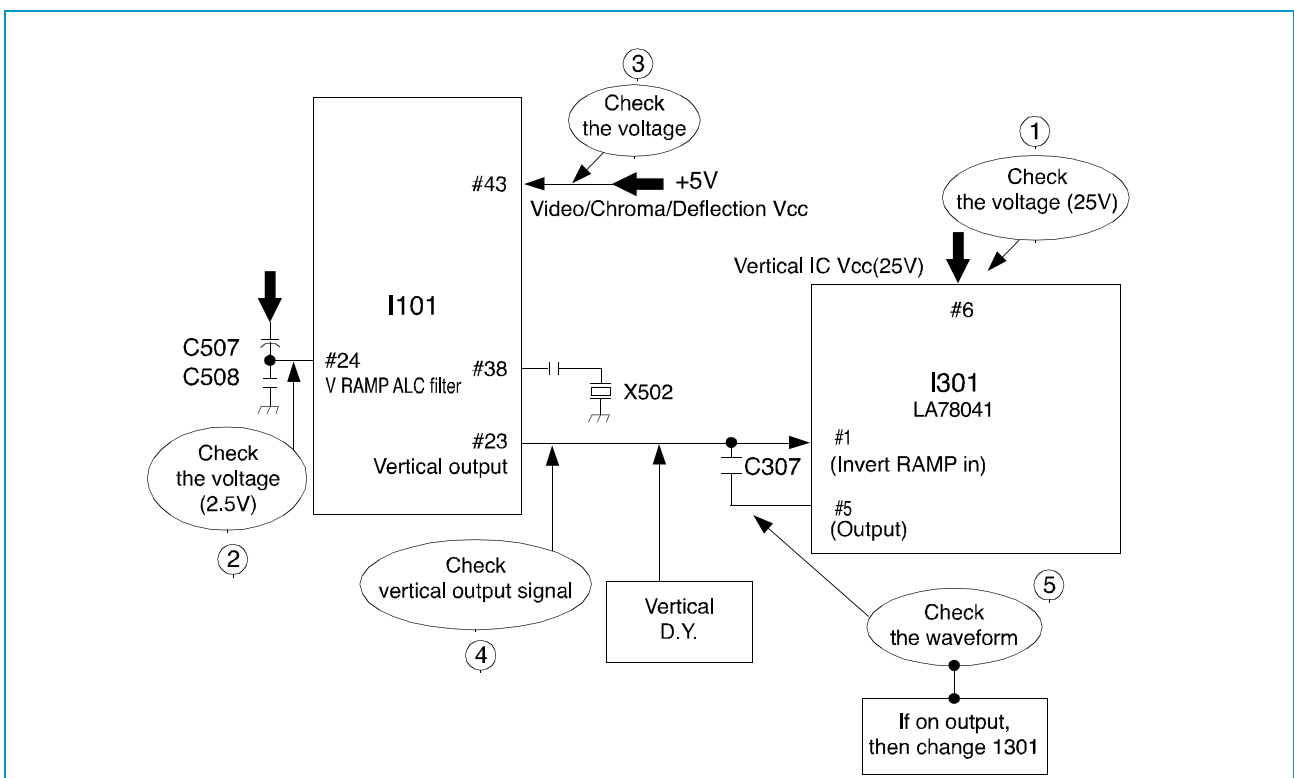 ③
Check
the voltage
#43
+5V
Video/Chroma/Deflection Vcc
①
Check
the voltage (25V)
Vertical IC Vcc(25V)
#6
I101
C507
C508
#24
V RAMP ALC filter
#38
X502
I301
LA78041
#23
Vertical output
C307
#1
(Invert RAMP in)
#5
(Output)
Check
the voltage
(2.5V)
②
Check
vertical output signal
④
Vertical
D.Y.
⑤
Check
the waveform
If on output,
then change 1301